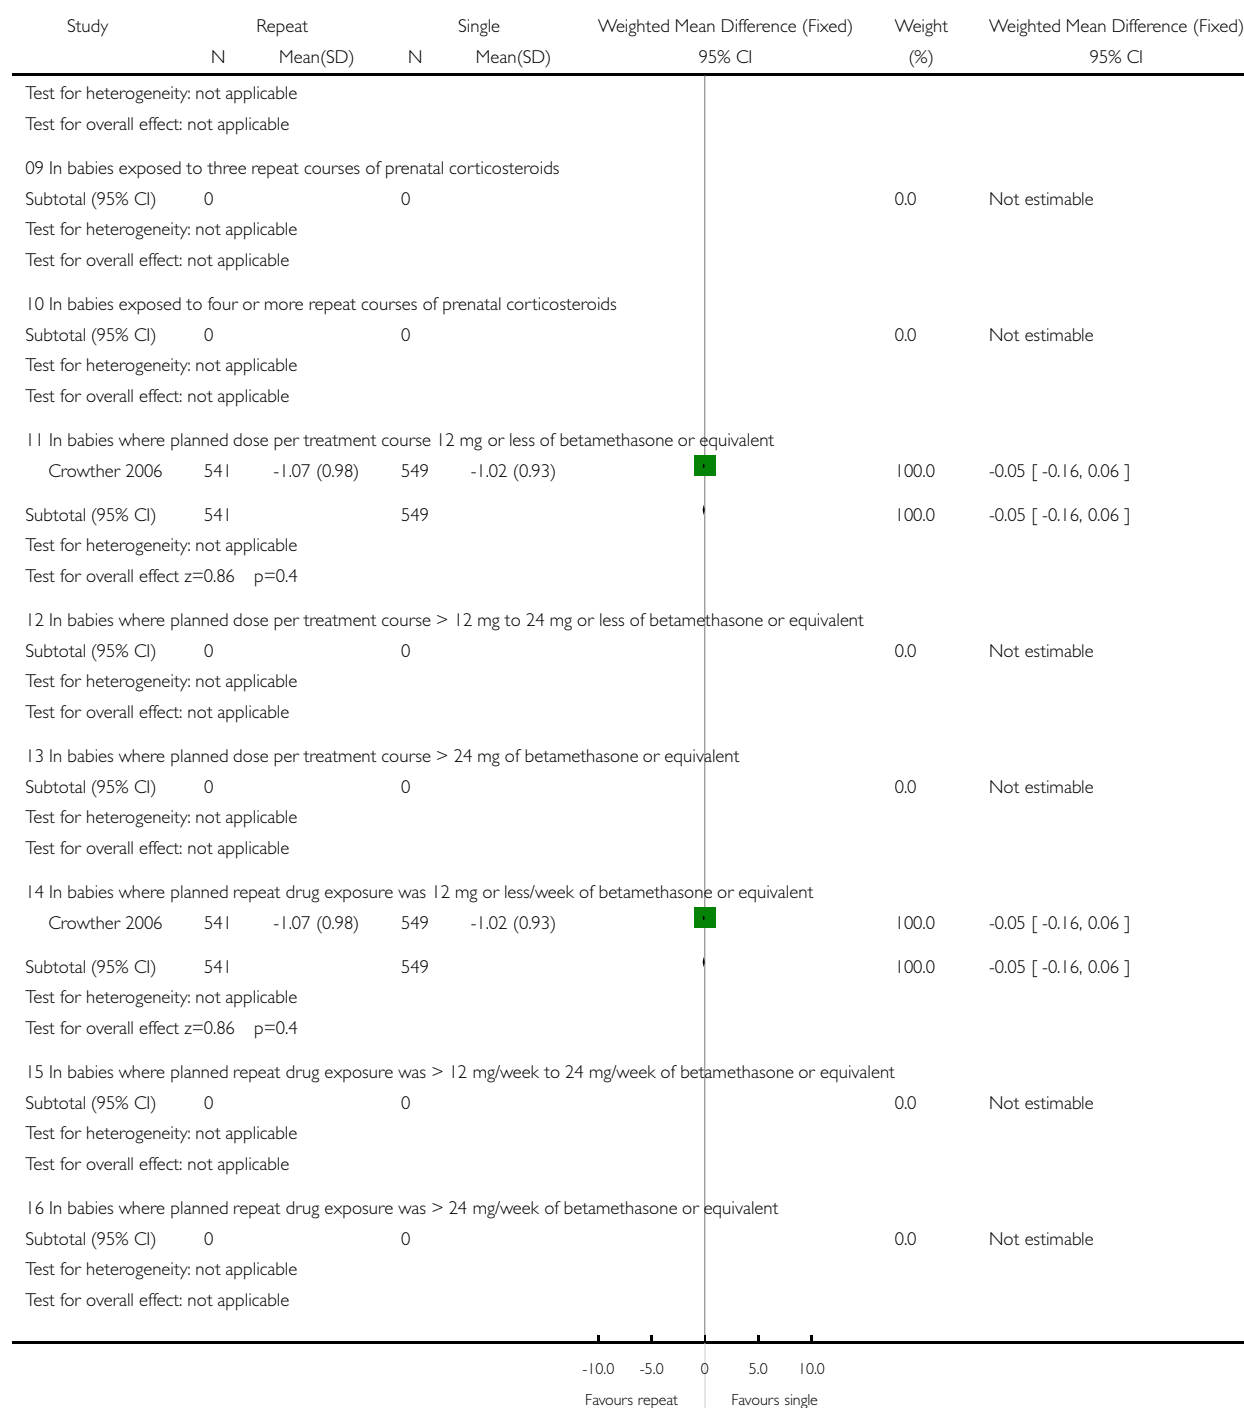 Study Repeat Single Weighted Mean Difference (Fixed) Weight Weighted Mean Difference (Fixed)
N Mean(SD) N Mean(SD) 95% CI (%) 95% CI
Test for heterogeneity: not applicable
Test for overall effect: not applicable
09 In babies exposed to three repeat courses of prenatal corticosteroids
Subtotal (95% CI) 0 0 0.0 Not estimable
Test for heterogeneity: not applicable
Test for overall effect: not applicable
10 In babies exposed to four or more repeat courses of prenatal corticosteroids
Subtotal (95% CI) 0 0 0.0 Not estimable
Test for heterogeneity: not applicable
Test for overall effect: not applicable
11 In babies where planned dose per treatment course 12 mg or less of betamethasone or equivalent
Crowther 2006 541 -1.07 (0.98) 549 -1.02 (0.93) 100.0 -0.05 [ -0.16, 0.06 ]
Subtotal (95% CI) 541 549 100.0 -0.05 [ -0.16, 0.06 ]
Test for heterogeneity: not applicable
Test for overall effect z=0.86 p=0.4
12 In babies where planned dose per treatment course > 12 mg to 24 mg or less of betamethasone or equivalent
Subtotal (95% CI) 0 0 0.0 Not estimable
Test for heterogeneity: not applicable
Test for overall effect: not applicable
13 In babies where planned dose per treatment course > 24 mg of betamethasone or equivalent
Subtotal (95% CI) 0 0 0.0 Not estimable
Test for heterogeneity: not applicable
Test for overall effect: not applicable
14 In babies where planned repeat drug exposure was 12 mg or less/week of betamethasone or equivalent
Crowther 2006 541 -1.07 (0.98) 549 -1.02 (0.93) 100.0 -0.05 [ -0.16, 0.06 ]
Subtotal (95% CI) 541 549 100.0 -0.05 [ -0.16, 0.06 ]
Test for heterogeneity: not applicable
Test for overall effect z=0.86 p=0.4
15 In babies where planned repeat drug exposure was > 12 mg/week to 24 mg/week of betamethasone or equivalent
Subtotal (95% CI) 0 0 0.0 Not estimable
Test for heterogeneity: not applicable
Test for overall effect: not applicable
16 In babies where planned repeat drug exposure was > 24 mg/week of betamethasone or equivalent
Subtotal (95% CI) 0 0 0.0 Not estimable
Test for heterogeneity: not applicable
Test for overall effect: not applicable
-10.0 -5.0 0 5.0 10.0
Favours repeat Favours single